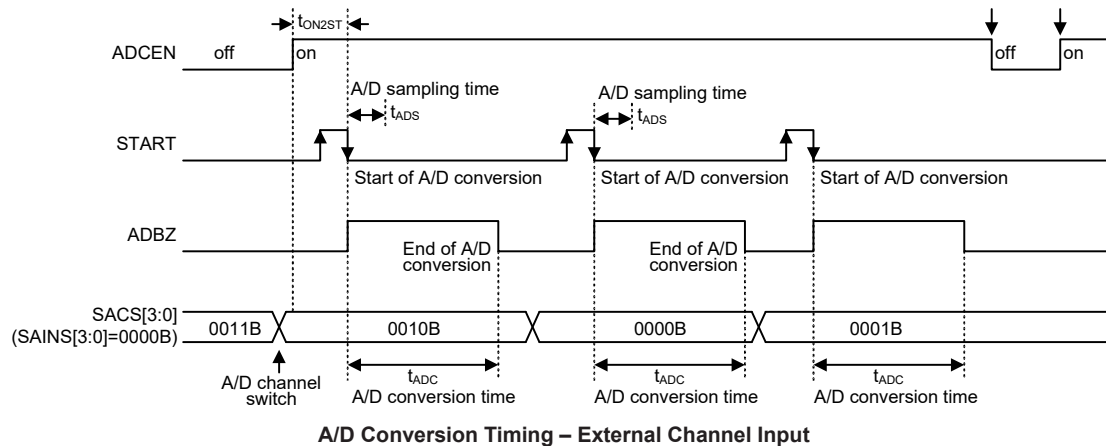 tON2ST
ADCEN
off
on
off
on
A/D sampling time
tADS
A/D sampling time
tADS
START
Start of A/D conversion
Start of A/D conversion
Start of A/D conversion
ADBZ
End of A/D
conversion
End of A/D
conversion
SACS[3:0]
(SAINS[3:0]=0000B)
0011B
0010B
0000B
0001B
A/D channel
switch
tADC
A/D conversion time
tADC
A/D conversion time
tADC
A/D conversion time
A/D Conversion Timing – External Channel Input